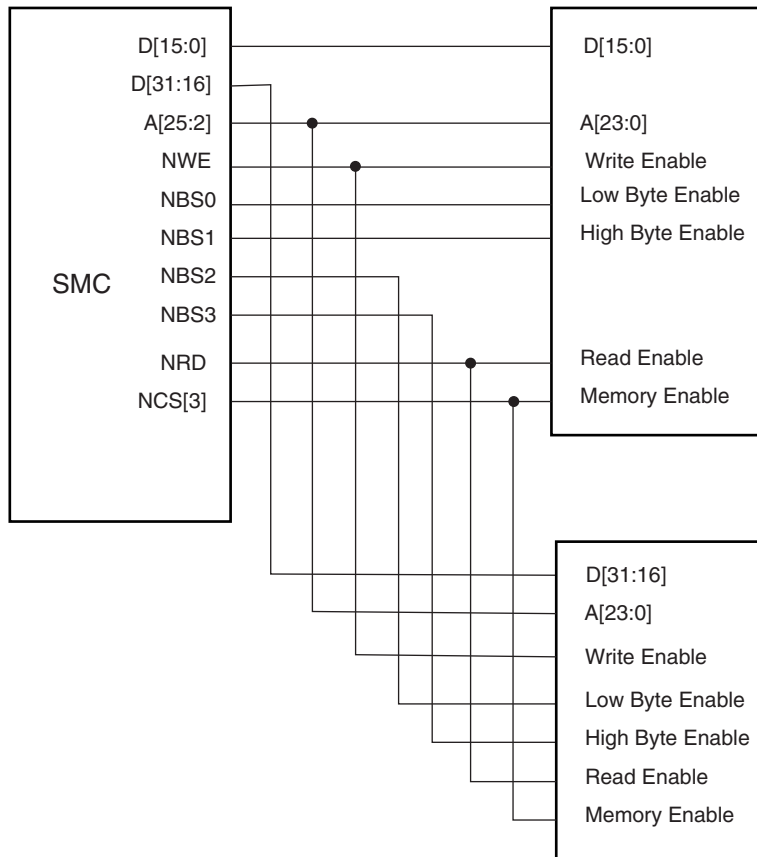 D[15:0]
D[31:16]
A[25:2]
NWE
NBS0
NBS1
NBS2
NBS3
NRD
NCS[3]
SMC
D[15:0]
A[23:0]
Write Enable
Low Byte Enable
High Byte Enable
Read Enable
Memory Enable
D[31:16]
A[23:0]
Write Enable
Low Byte Enable
High Byte Enable
Read Enable
Memory Enable